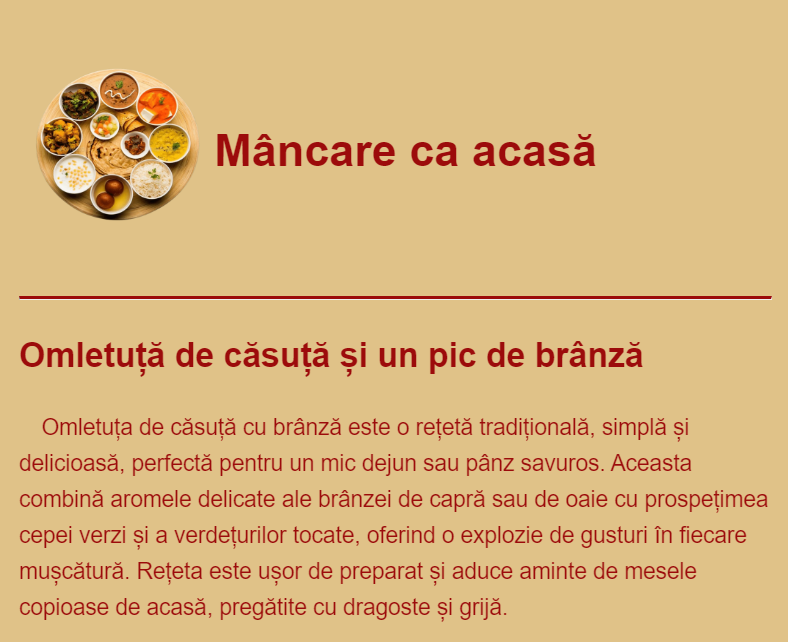 Mâncare ca acasă
Omletuță de căsuță și un pic de brânză
Omletuța de căsuță cu brânză este o rețetă tradițională, simplă și
delicioasă, perfectă pentru un mic dejun sau pânz savuros. Aceasta
combină aromele delicate ale brânzei de capră sau de oaie cu prospețimea
cepei verzi și a verdețurilor tocate, oferind o explozie de gusturi în fiecare
mușcătură. Rețeta este ușor de preparat și aduce aminte de mesele
copioase de acasă, pregătite cu dragoste și grijă.